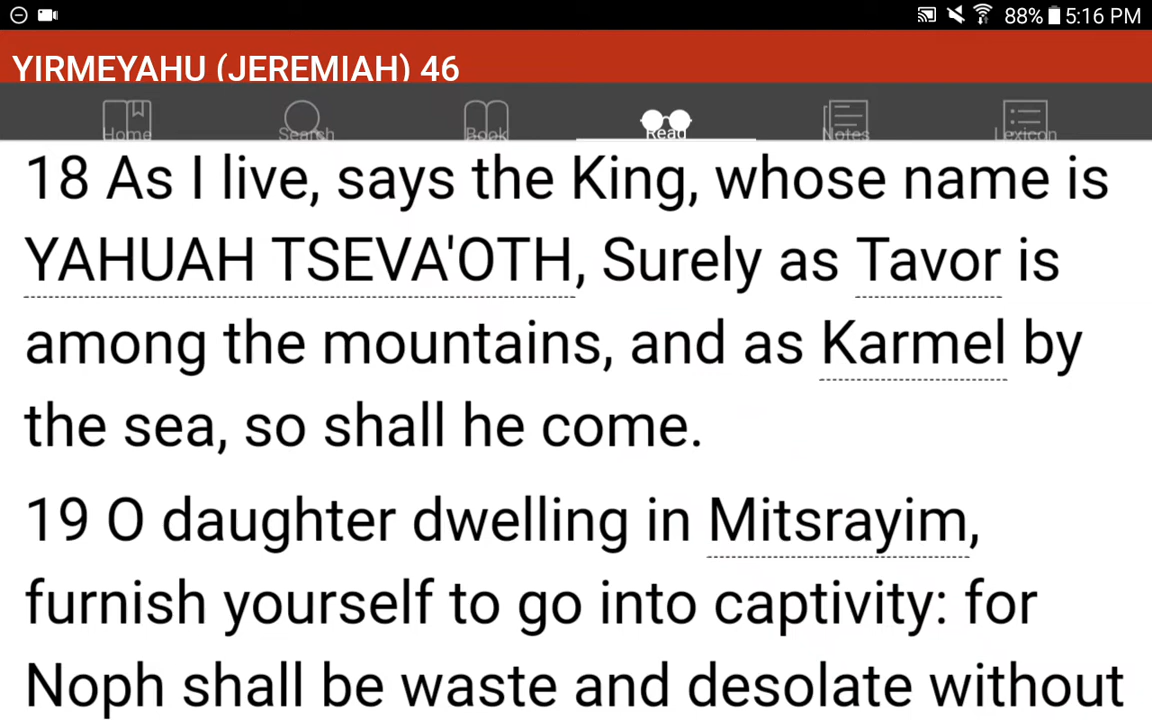 88% 5:16 PM
YIRMEYAHU (JEREMIAH) 46
Home Search Book Read Notes Lexicon
18 As I live, says the King, whose name is
YAHUAH TSEVA'OTH, Surely as Tavor is
among the mountains, and as Karmel by
the sea, so shall he come.
19 O daughter dwelling in Mitsrayim,
furnish yourself to go into captivity: for
Noph shall be waste and desolate without